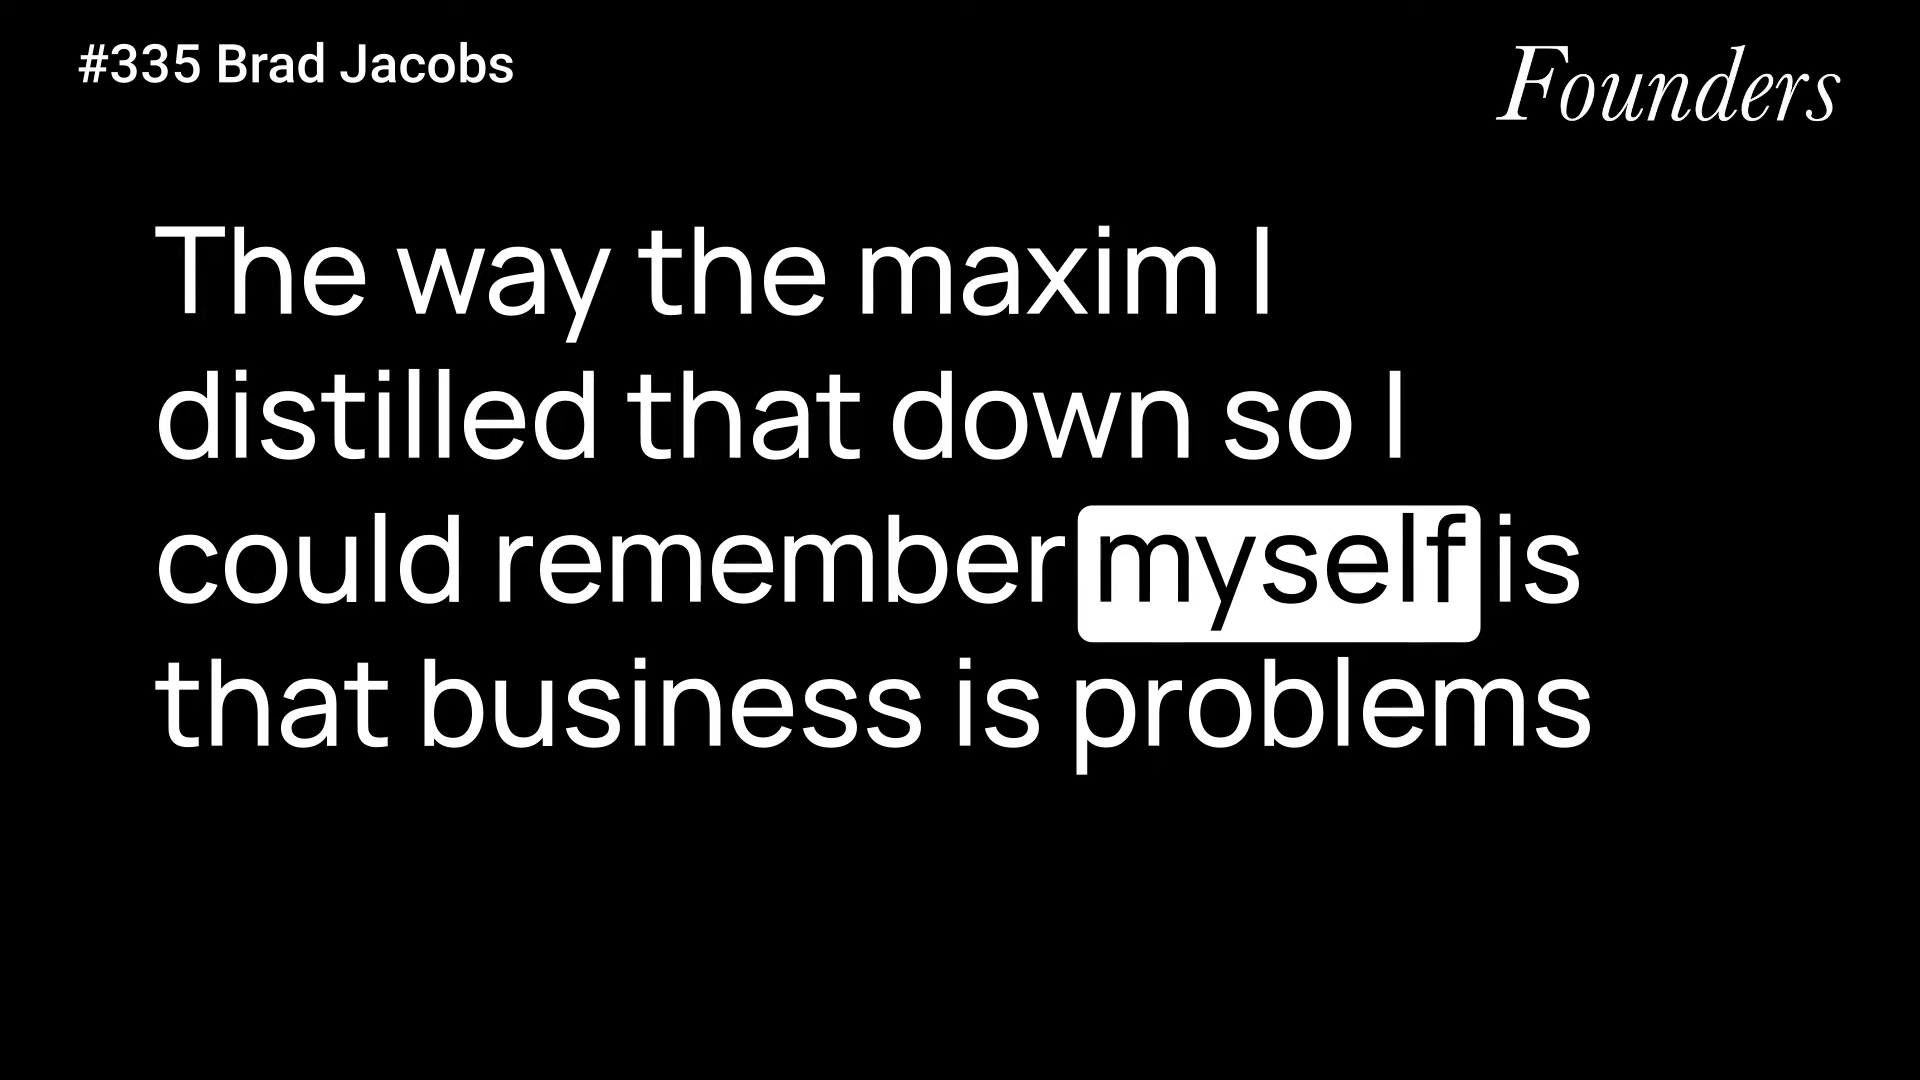 #335 Brad Jacobs
Founders
The way the maxim I
distilled that down so I
could remember myself is
that business is problems